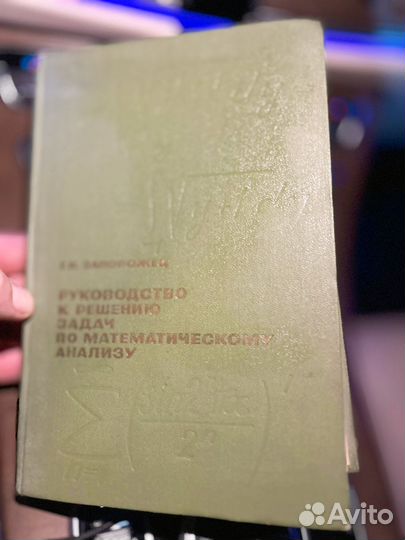 Г.И. ЗАПОРОЖЕЦ
РУКОВОДСТВО
К РЕШЕНИЮ
ЗАДАЧ
ПО МАТЕМАТИЧЕСКОМУ
АНАЛИЗУ
Avito